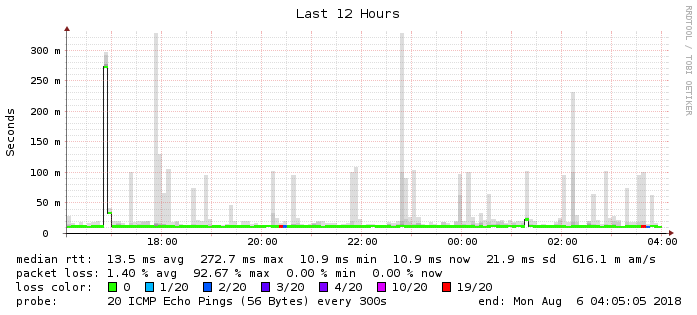 Last 12 Hours
RRDTOOL / TOBI OETIKER
Seconds
300 m
250 m
200 m
150 m
100 m
50 m
0
18:00 20:00 22:00 00:00 02:00 04:00
median rtt: 13.5 ms avg 272.7 ms max 10.9 ms min 10.9 ms now 21.9 ms sd 616.1 m am/s
packet loss: 1.40 % avg 92.67 % max 0.00 % min 0.00 % now
loss color: 0 1/20 2/20 3/20 4/20 10/20 19/20
probe: 20 ICMP Echo Pings (56 Bytes) every 300s end: Mon Aug 6 04:05:05 2018